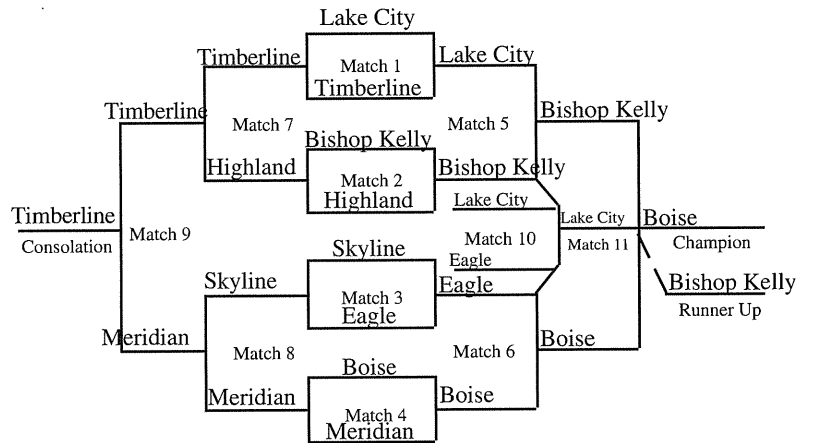 Lake City
Timberline
Match 1
Lake City
Timberline
Timberline
Match 7
Match 5
Bishop Kelly
Bishop Kelly
Highland
Match 2
Bishop Kelly
Highland
Lake City
Timberline
Match 9
Consolation
Match 10
Lake City
Match 11
Boise
Champion
Skyline
Eagle
Skyline
Match 3
Eagle
Eagle
Bishop Kelly
Runner Up
Meridian
Match 8
Match 6
Boise
Boise
Meridian
Match 4
Boise
Meridian